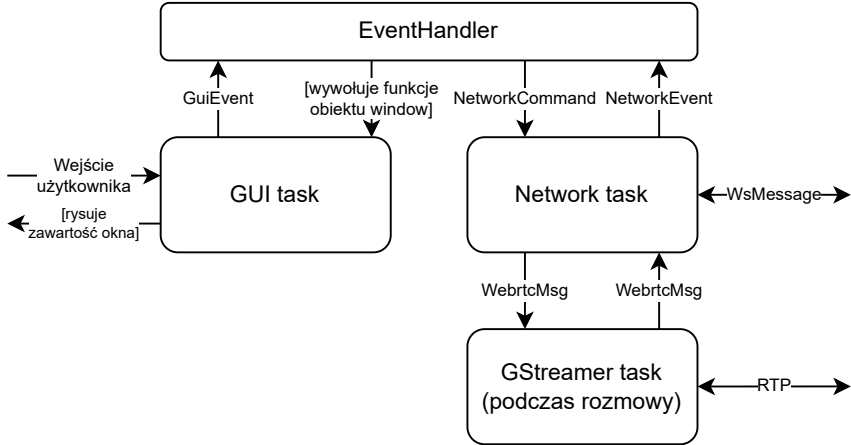 EventHandler
GuiEvent
[wywołuje funkcje
obiektu window]
NetworkCommand
NetworkEvent
Wejście
użytkownika
[rysuje
zawartość okna]
GUI task
Network task
WsMessage
WebrtcMsg
WebrtcMsg
GStreamer task
(podczas rozmowy)
RTP